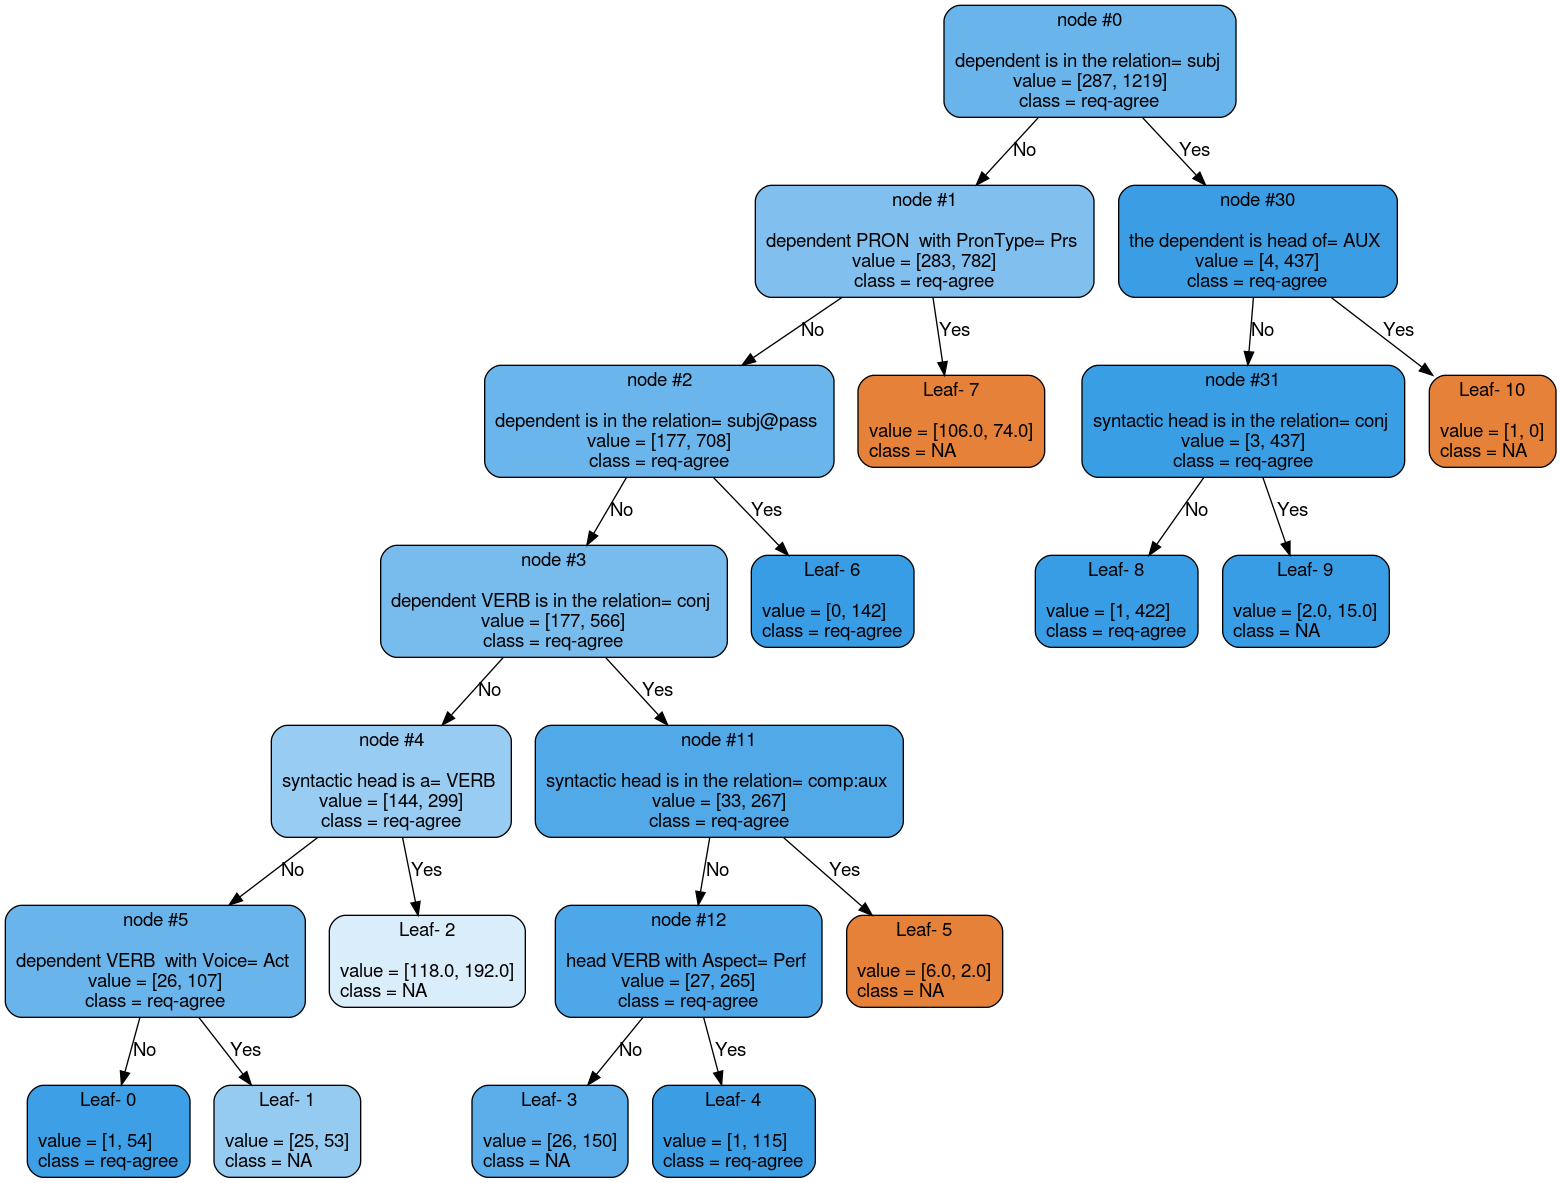 node #0
dependent is in the relation= subj
value = [287, 1219]
class = req-agree
No
Yes
node #1
dependent PRON  with PronType= Prs
value = [283, 782]
class = req-agree
node #30
the dependent is head of= AUX
value = [4, 437]
class = req-agree
No
Yes
No
Yes
node #2
dependent is in the relation= subj@pass
value = [177, 708]
class = req-agree
Leaf- 7
value = [106.0, 74.0]
class = NA
node #31
syntactic head is in the relation= conj
value = [3, 437]
class = req-agree
Leaf- 10
value = [1, 0]
class = NA
No
Yes
No
Yes
node #3
dependent VERB is in the relation= conj
value = [177, 566]
class = req-agree
Leaf- 6
value = [0, 142]
class = req-agree
Leaf- 8
value = [1, 422]
class = req-agree
Leaf- 9
value = [2.0, 15.0]
class = NA
No
Yes
node #4
syntactic head is a= VERB
value = [144, 299]
class = req-agree
node #11
syntactic head is in the relation= comp:aux
value = [33, 267]
class = req-agree
No
Yes
No
Yes
node #5
dependent VERB  with Voice= Act
value = [26, 107]
class = req-agree
Leaf- 2
value = [118.0, 192.0]
class = NA
node #12
head VERB with Aspect= Perf
value = [27, 265]
class = req-agree
Leaf- 5
value = [6.0, 2.0]
class = NA
No
Yes
No
Yes
Leaf- 0
value = [1, 54]
class = req-agree
Leaf- 1
value = [25, 53]
class = NA
Leaf- 3
value = [26, 150]
class = NA
Leaf- 4
value = [1, 115]
class = req-agree